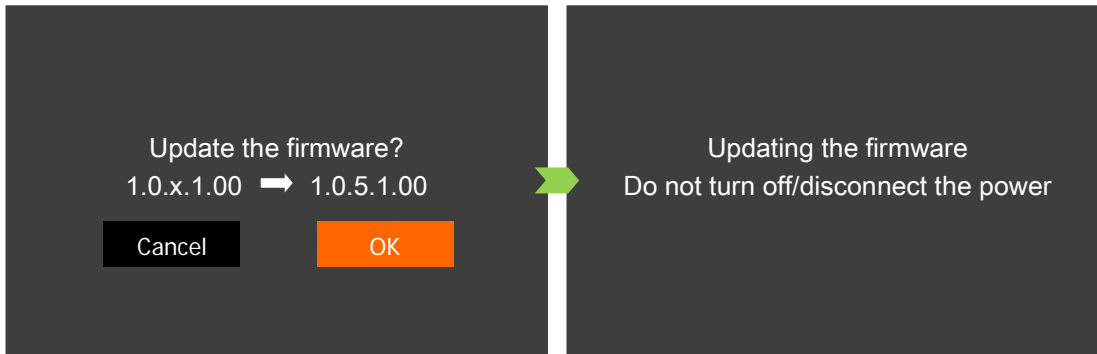 Update the firmware?
1.0.x.1.00 ➡ 1.0.5.1.00
Cancel
OK
Updating the firmware
Do not turn off/disconnect the power